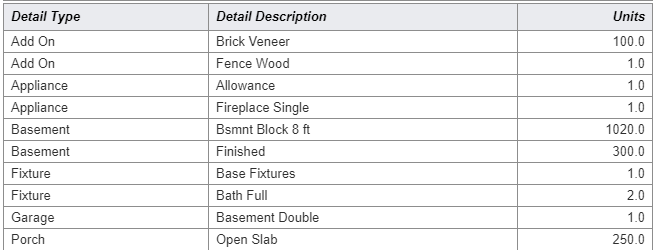 Detail Type Detail Description Units
Add On Brick Veneer 100.0
Add On Fence Wood 1.0
Appliance Allowance 1.0
Appliance Fireplace Single 1.0
Basement Bsmnt Block 8 ft 1020.0
Basement Finished 300.0
Fixture Base Fixtures 1.0
Fixture Bath Full 2.0
Garage Basement Double 1.0
Porch Open Slab 250.0